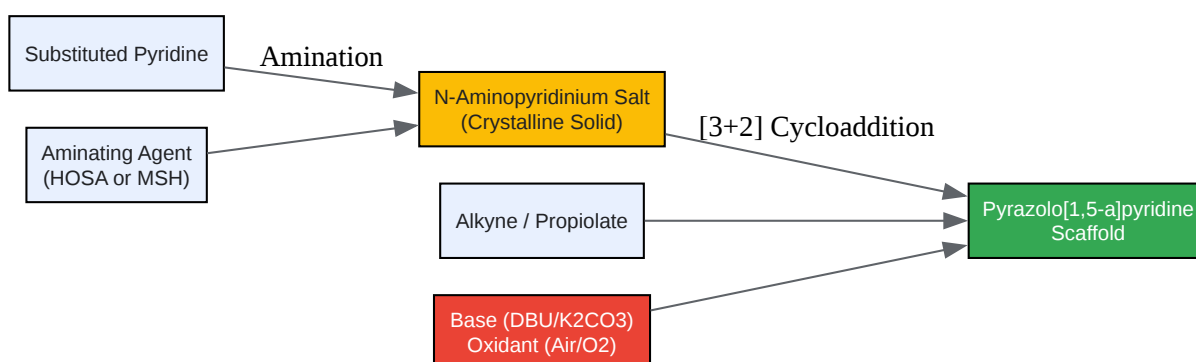 Substituted Pyridine
Amination
Aminating Agent
(HOSA or MSH)
N-Aminopyridinium Salt
(Crystalline Solid)
[3+2] Cycloaddition
Alkyne / Propiolate
Base (DBU/K2CO3)
Oxidant (Air/O2)
Pyrazolo[1,5-a]pyridine
Scaffold